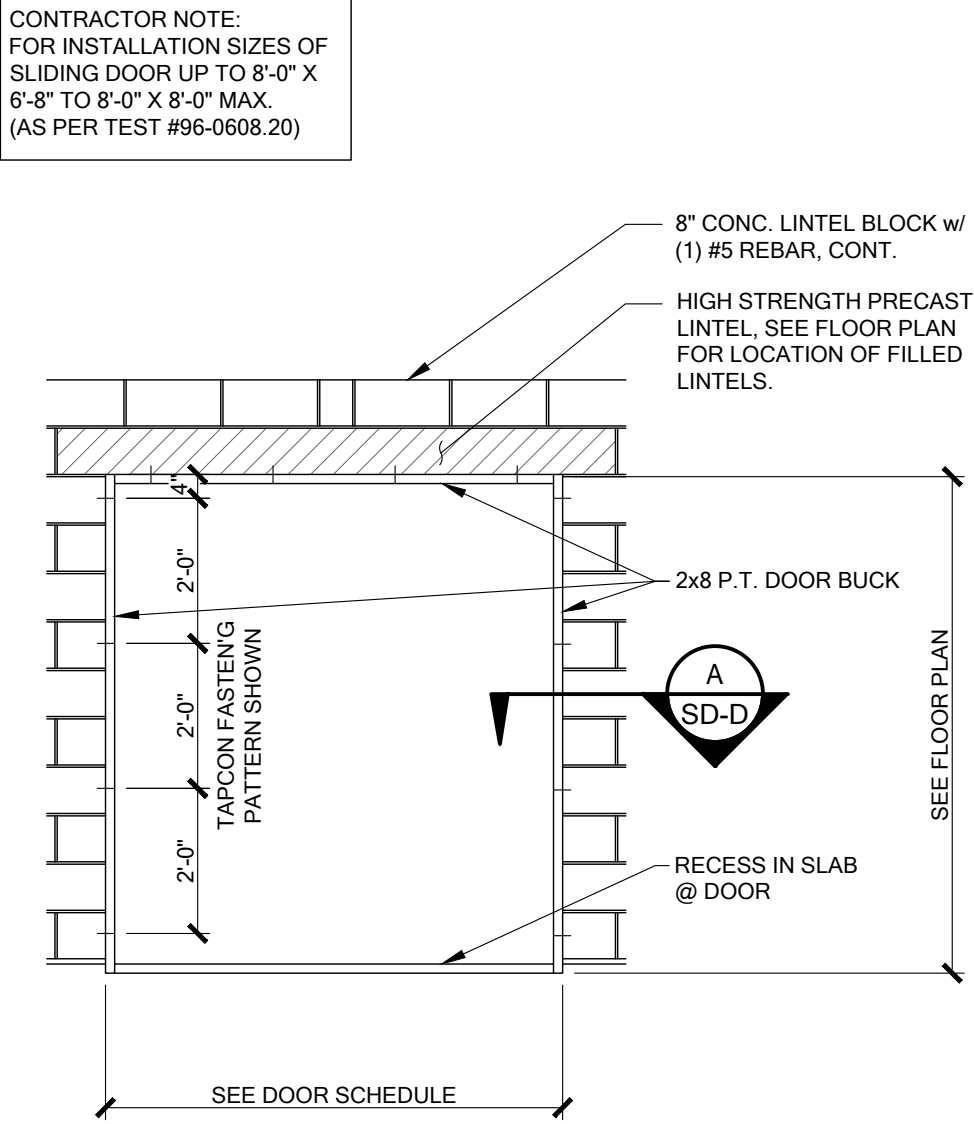 CONTRACTOR NOTE:
FOR INSTALLATION SIZES OF
SLIDING DOOR UP TO 8'-0" X
6'-8" TO 8'-0" X 8'-0" MAX.
(AS PER TEST #96-0608.20)
8" CONC. LINTEL BLOCK w/
(1) #5 REBAR, CONT.
HIGH STRENGTH PRECAST
LINTEL, SEE FLOOR PLAN
FOR LOCATION OF FILLED
LINTELS.
4"
2'-0"
2'-0"
2'-0"
TAPCON FASTEN'G
PATTERN SHOWN
2x8 P.T. DOOR BUCK
A
SD-D
SEE FLOOR PLAN
RECESS IN SLAB
@ DOOR
SEE DOOR SCHEDULE